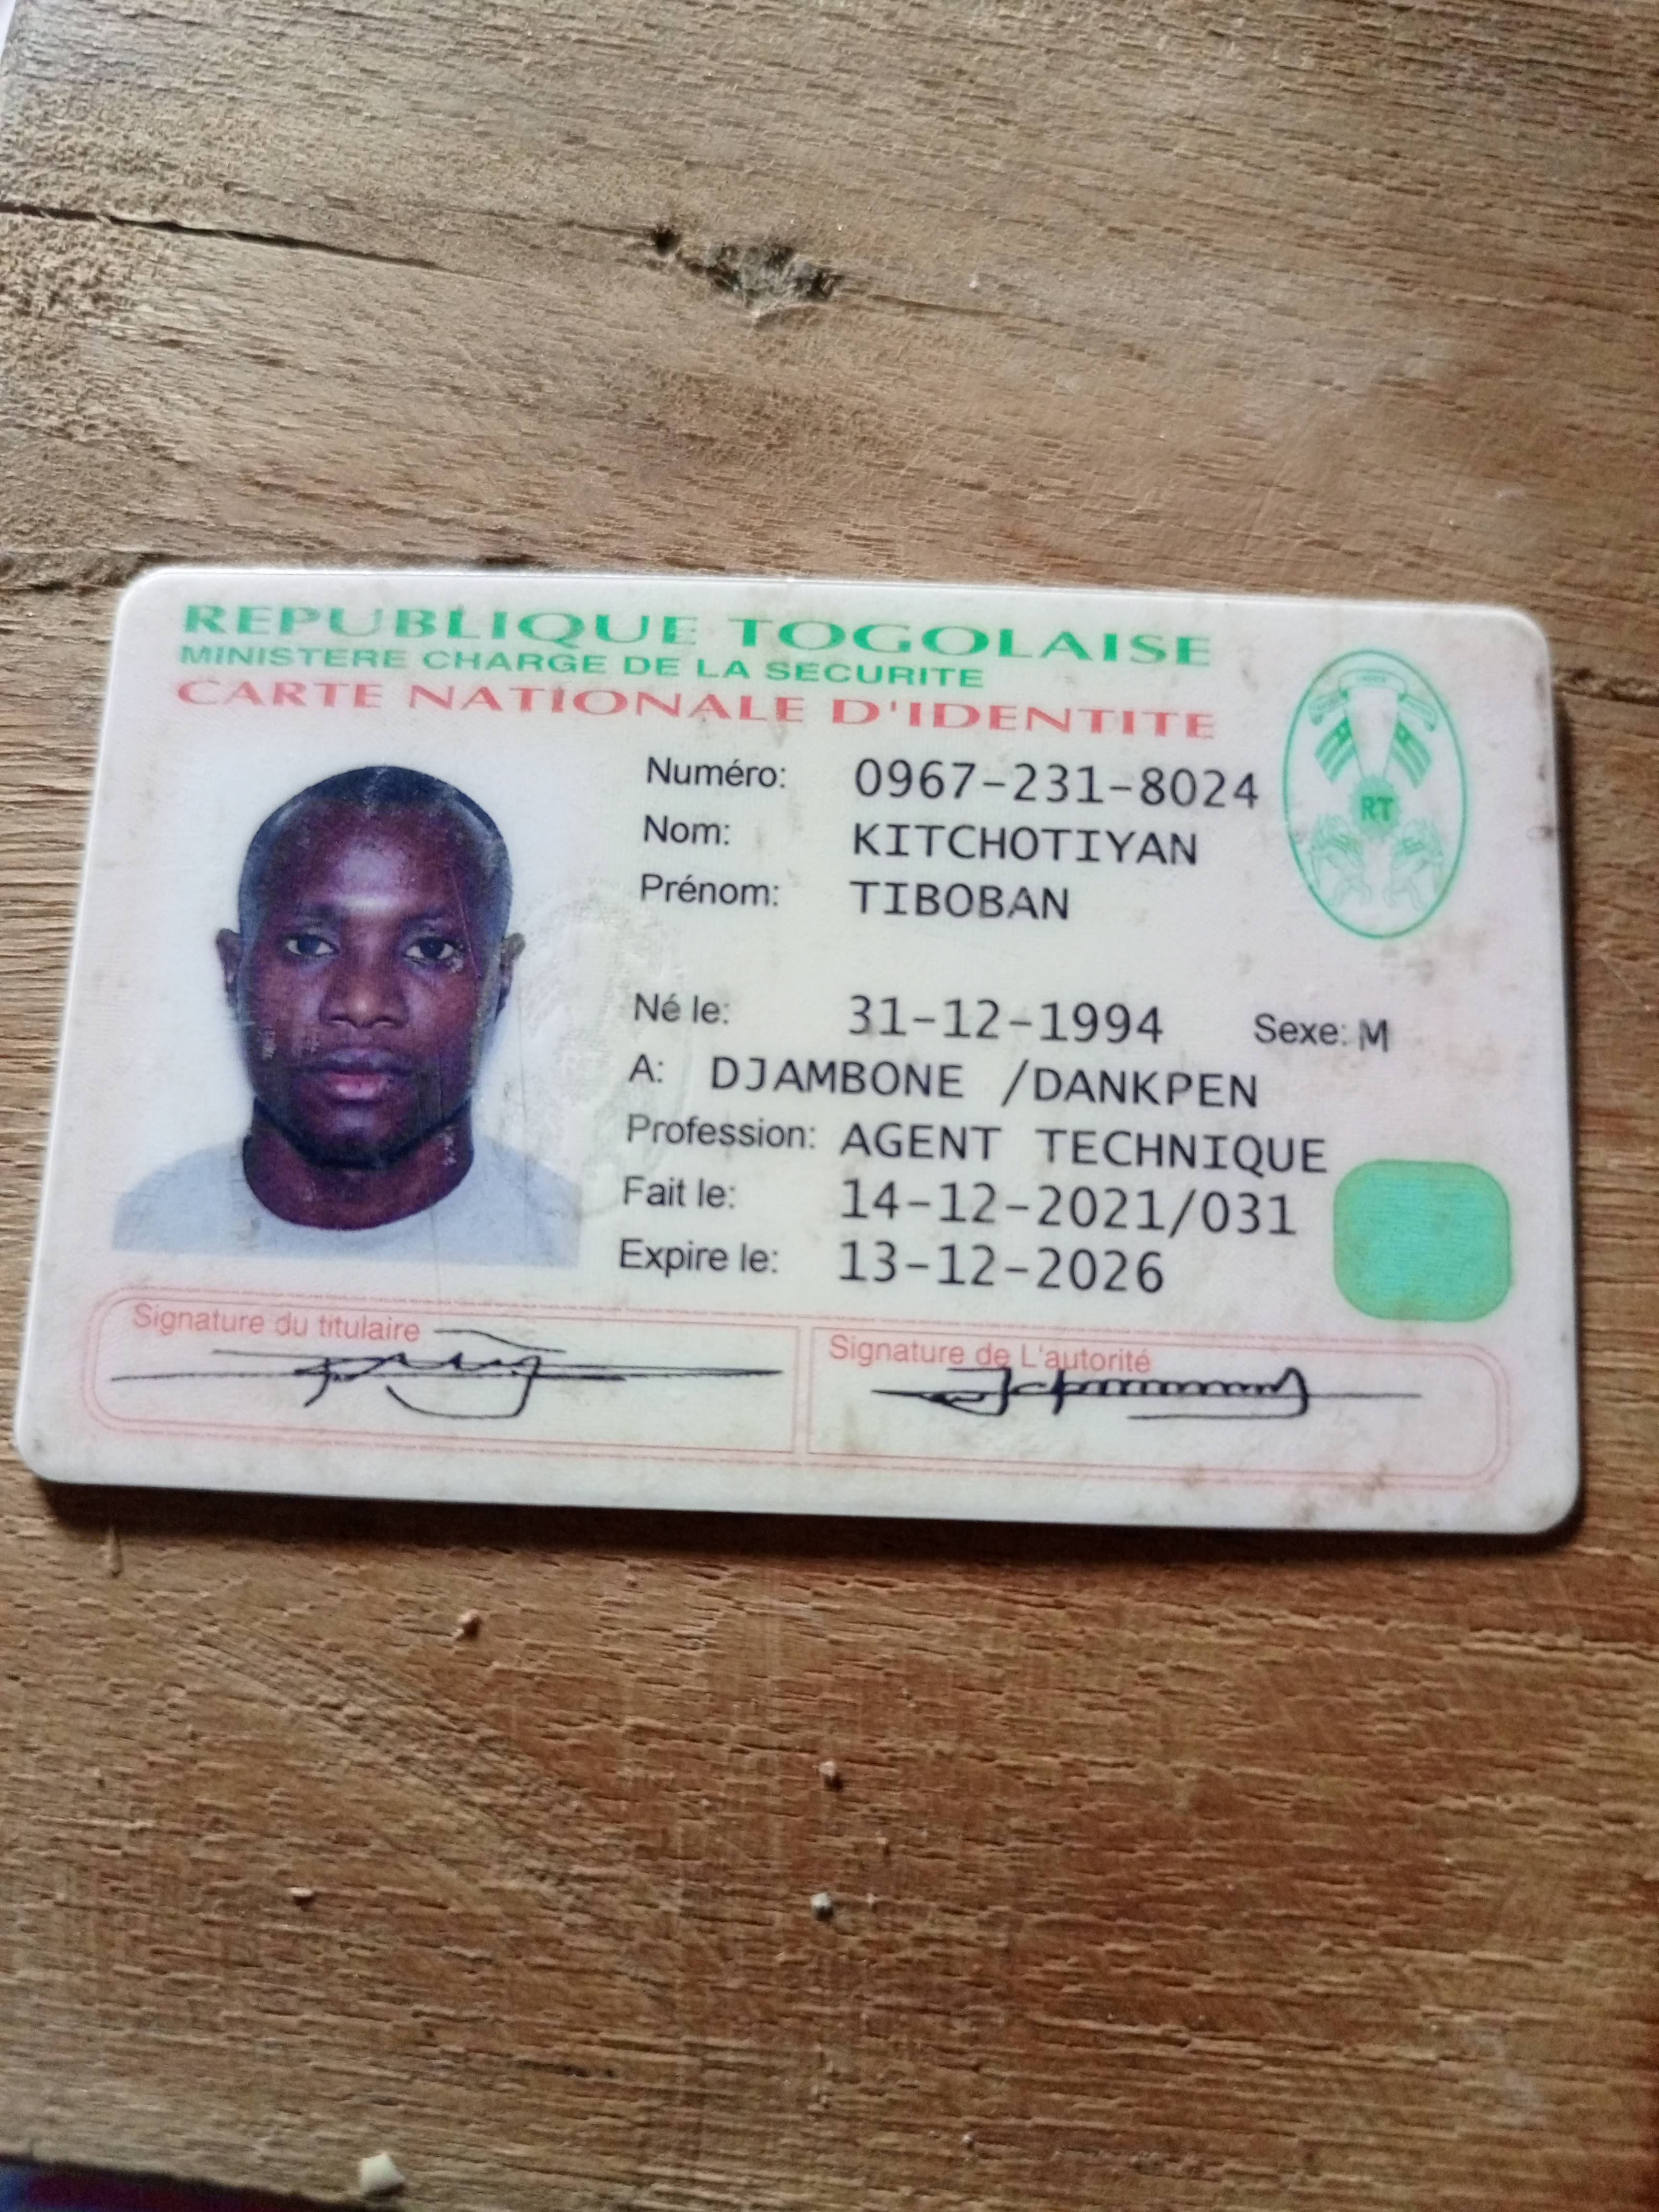 REPUBLIQUE TOGOLAISE
MINISTERE CHARGE DE LA SECURITE
CARTE NATIONALE D'IDENTITE
Numéro: 0967-231-8024
Nom: KITCHOTIYAN
Prénom: TIBOBAN
Né le: 31-12-1994 Sexe: M
A: DJAMBONE /DANKPEN
Profession: AGENT TECHNIQUE
Fait le: 14-12-2021/031
Expire le: 13-12-2026
Signature du titulaire
Signature de L'autorité
RT